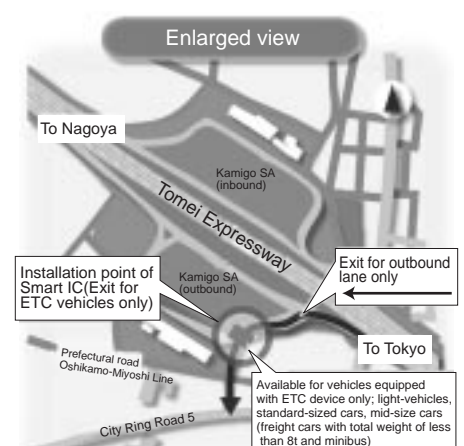 Enlarged view
To Nagoya
Kamigo SA
(inbound)
Tomei Expressway
Installation point of
Smart IC(Exit for
ETC vehicles only)
Kamigo SA
(outbound)
Exit for outbound
lane only
To Tokyo
Prefectural road
Oshikamo-Miyoshi Line
City Ring Road 5
Available for vehicles equipped
with ETC device only; light-vehicles,
standard-sized cars, mid-size cars
(freight cars with total weight of less
than 8t and minibus)